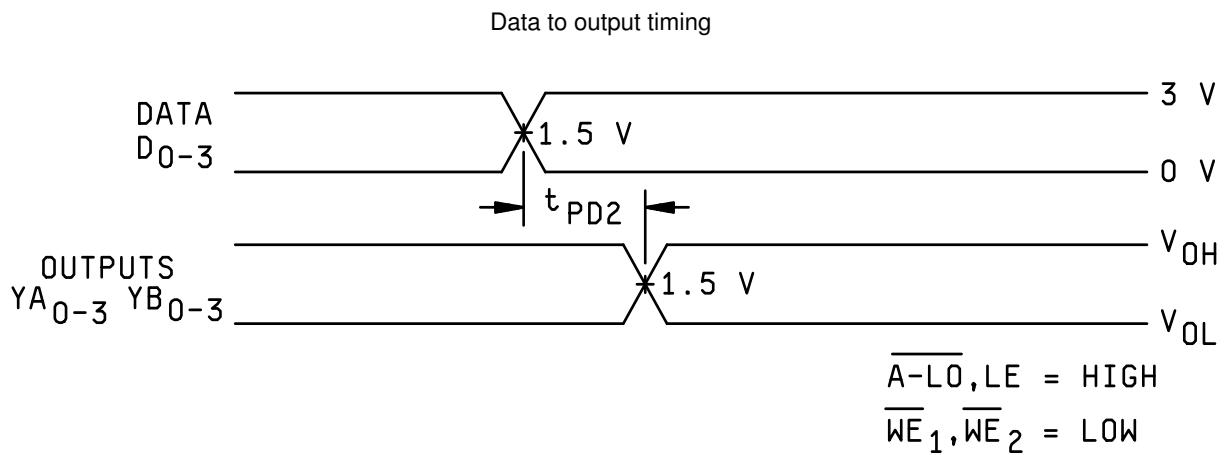 Data to output timing
DATA
D0-3
1.5 V
3 V
0 V
tPD2
OUTPUTS
YA0-3 YB0-3
1.5 V
VOH
VOL
A-LO,LE = HIGH
WE1,WE2 = LOW